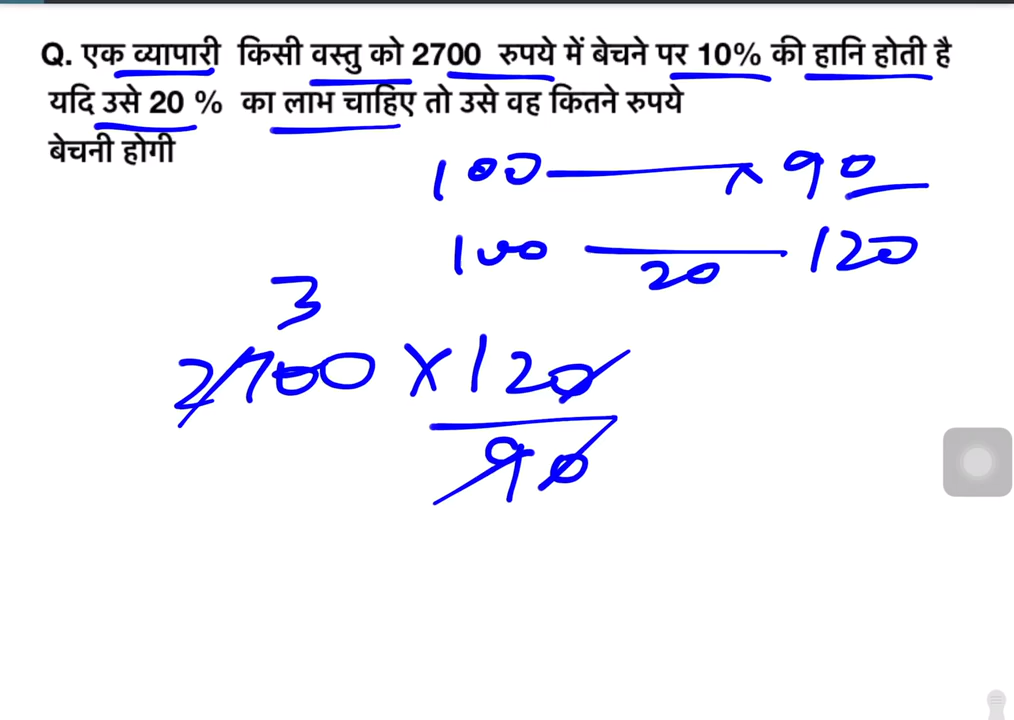 Q. एक व्यापारी किसी वस्तु को 2700 रुपये में बेचने पर 10% की हानि होती है
यदि उसे 20 % का लाभ चाहिए तो उसे वह कितने रुपये
बेचनी होगी
100 90
100 20 120
3
2700 × 120
90